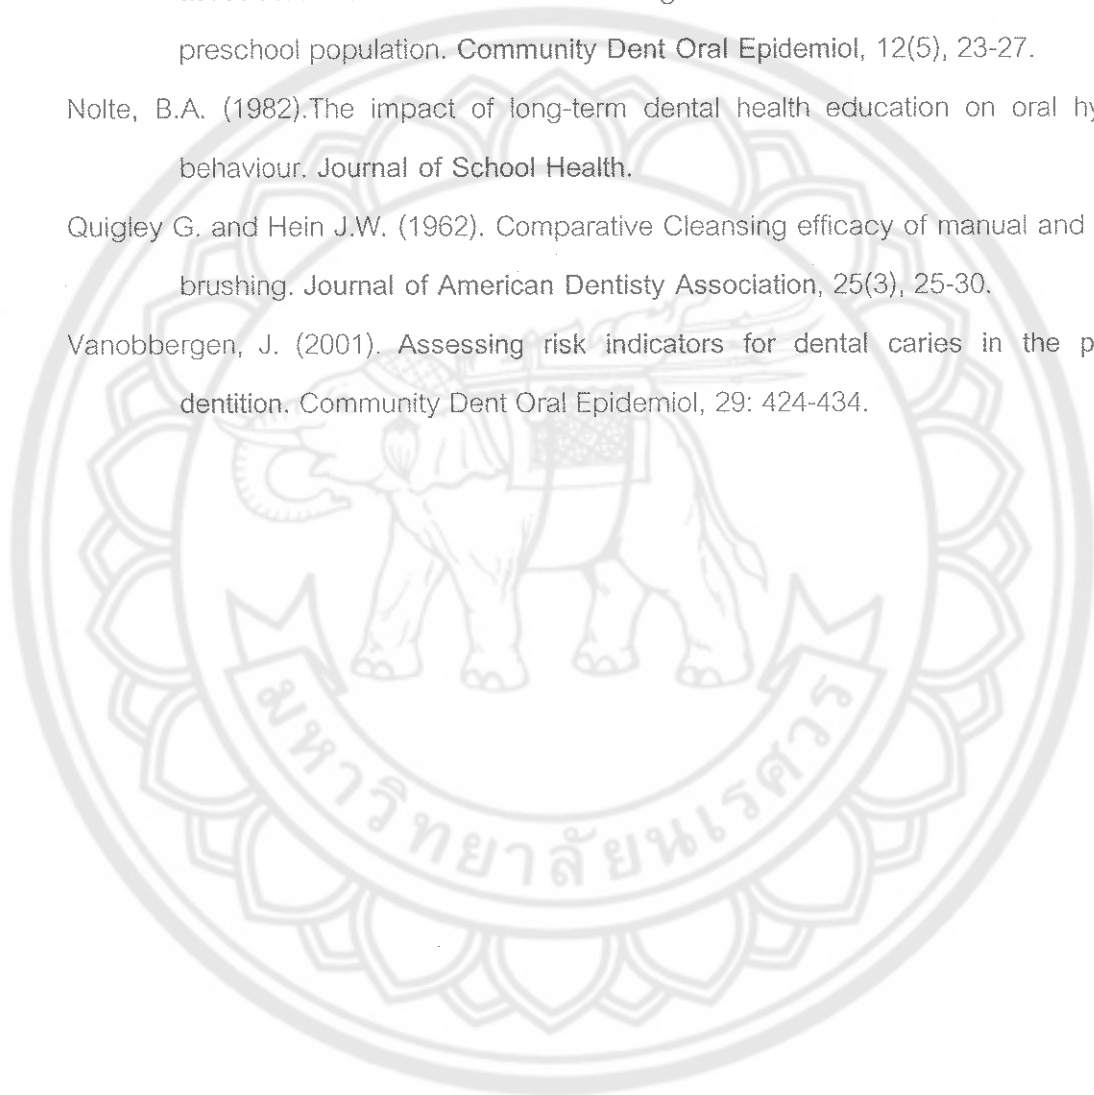 preschool population. Community Dent Oral Epidemiol, 12(5), 23-27.
Nolte, B.A. (1982).The impact of long-term dental health education on oral hy
behaviour. Journal of School Health.
Quigley G. and Hein J.W. (1962). Comparative Cleansing efficacy of manual and
brushing. Journal of American Dentisty Association, 25(3), 25-30.
Vanobbergen, J. (2001). Assessing risk indicators for dental caries in the p
dentition. Community Dent Oral Epidemiol, 29: 424-434.
มหาวิทยาลัยนเรศวร